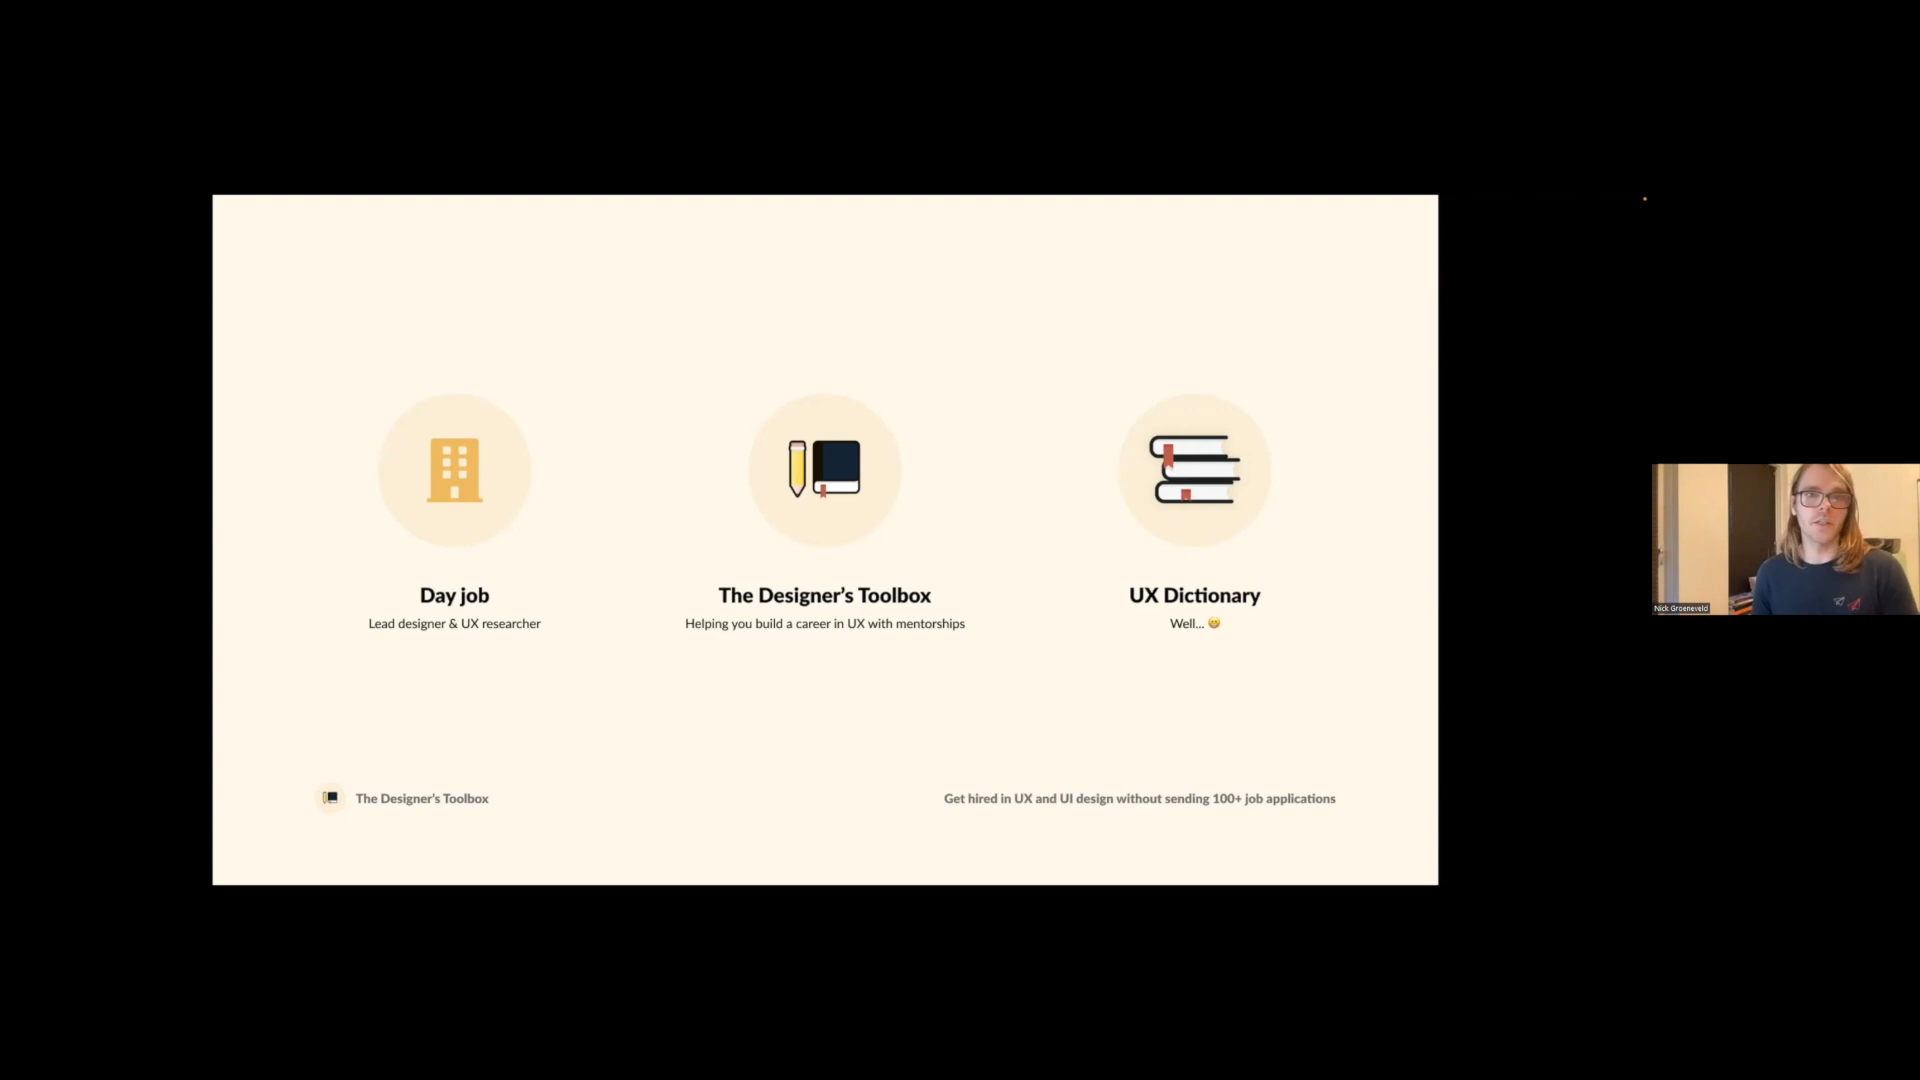 Day job
Lead designer & UX researcher
The Designer’s Toolbox
Helping you build a career in UX with mentorships
UX Dictionary
Well... 😁
The Designer’s Toolbox
Get hired in UX and UI design without sending 100+ job applications
Nick Groeneveld